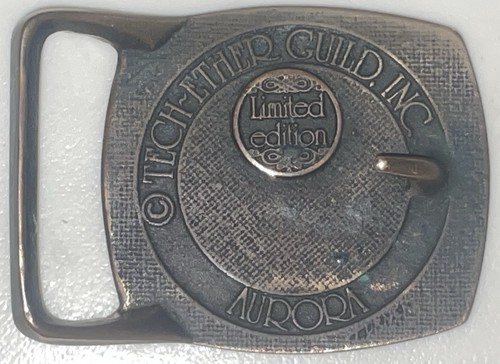 © TECH-ETHER GUILD, INC.
Limited
edition
AURORA